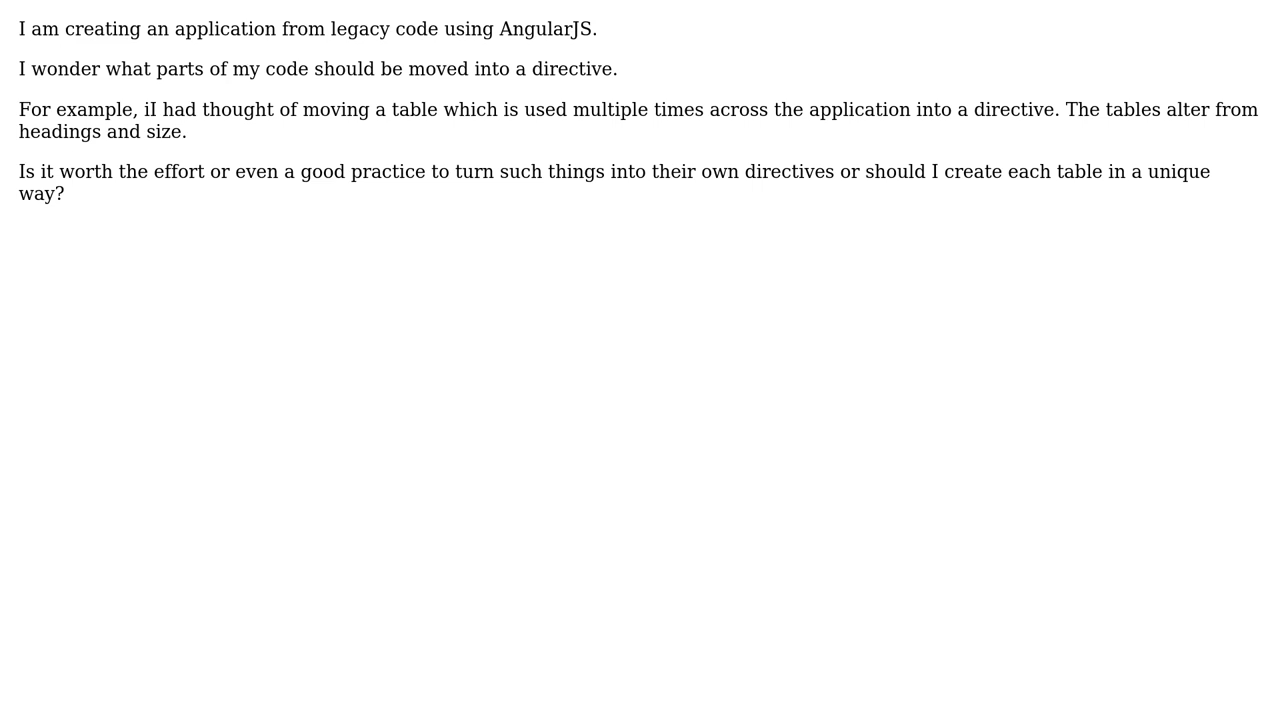 I am creating an application from legacy code using AngularJS.
I wonder what parts of my code should be moved into a directive.
For example, iI had thought of moving a table which is used multiple times across the application into a directive. The tables alter from
headings and size.
Is it worth the effort or even a good practice to turn such things into their own directives or should I create each table in a unique
way?